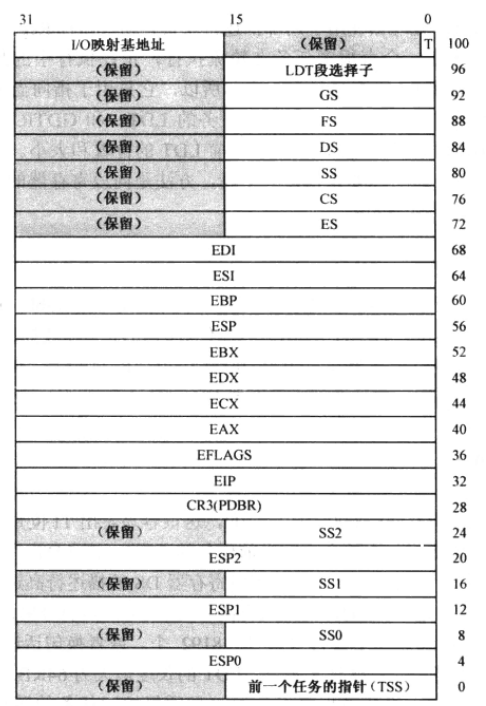 31 15 0
I/O映射基地址 (保留) T 100
(保留) LDT段选择子 96
(保留) GS 92
(保留) FS 88
(保留) DS 84
(保留) SS 80
(保留) CS 76
(保留) ES 72
EDI 68
ESI 64
EBP 60
ESP 56
EBX 52
EDX 48
ECX 44
EAX 40
EFLAGS 36
EIP 32
CR3(PDBR) 28
(保留) SS2 24
ESP2 20
(保留) SS1 16
ESP1 12
(保留) SS0 8
ESP0 4
(保留) 前一个任务的指针(TSS) 0